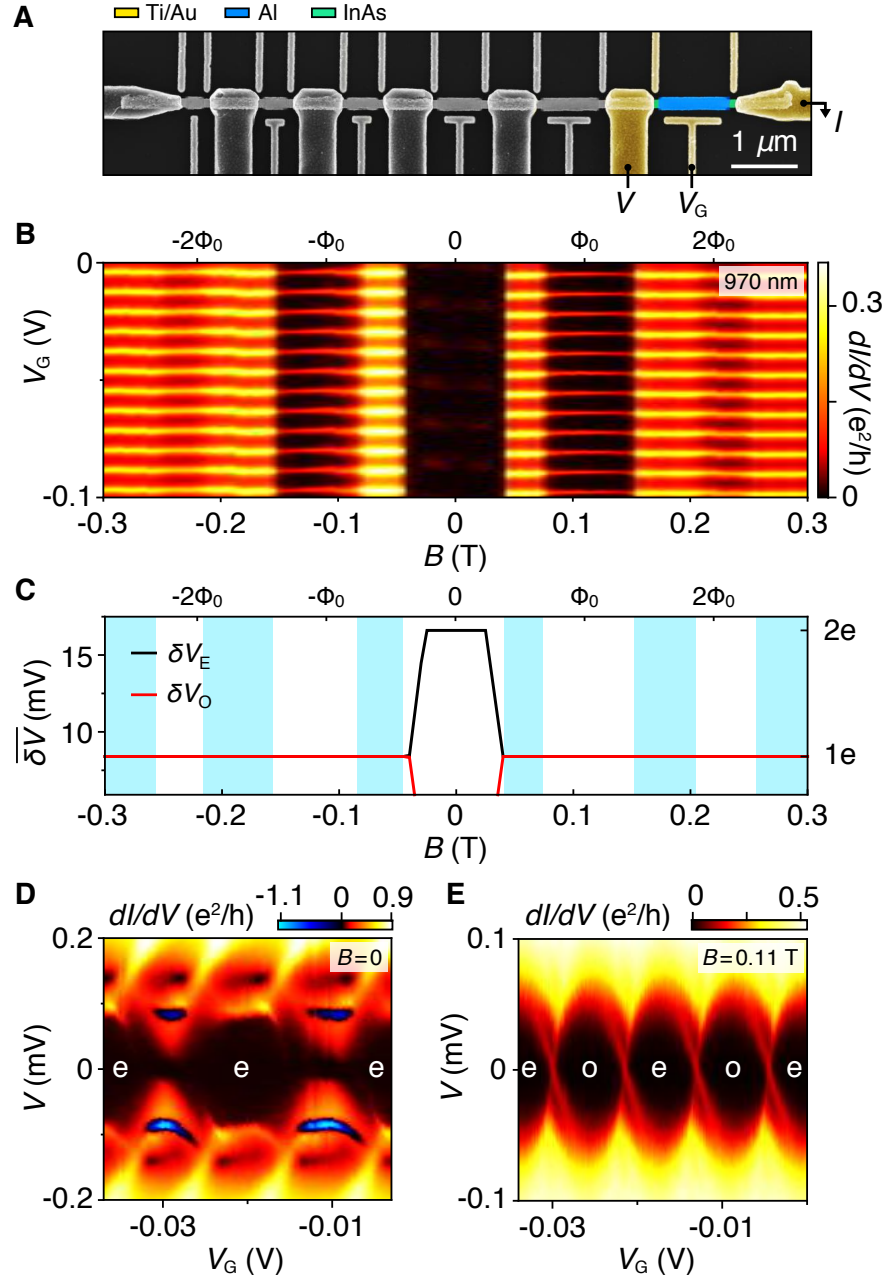 A
Ti/Au Al InAs
I
1 μm
V V_G
B
-2Φ₀ -Φ₀ 0 Φ₀ 2Φ₀
970 nm
0
V_G (V)
-0.1
-0.3 -0.2 -0.1 0 0.1 0.2 0.3
B (T)
0.3
0
dI/dV (e²/h)
C
-2Φ₀ -Φ₀ 0 Φ₀ 2Φ₀
δV_E
δV_O
15
10
δV (mV)
2e
1e
-0.3 -0.2 -0.1 0 0.1 0.2 0.3
B (T)
D
dI/dV (e²/h)
-1.1 0 0.9
B=0
0.2
0
-0.2
V (mV)
e e e
-0.03 -0.01
V_G (V)
E
dI/dV (e²/h)
0 0.5
B=0.11 T
0.1
0
-0.1
V (mV)
e o e o e
-0.03 -0.01
V_G (V)